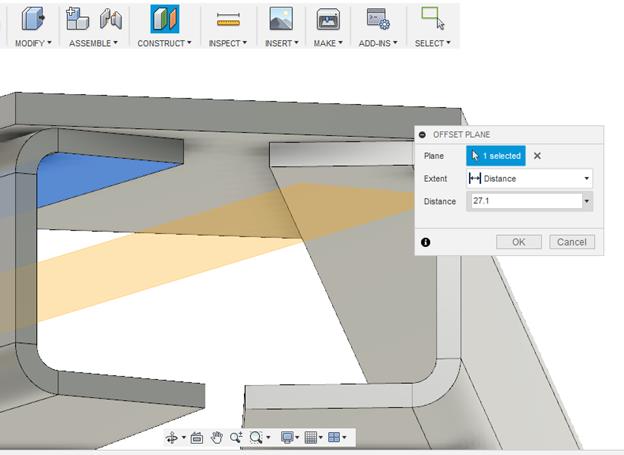 MODIFY ASSEMBLE CONSTRUCT INSPECT INSERT MAKE ADD-INS SELECT
OFFSET PLANE
Plane 1 selected
Extent Distance
Distance 27.1
OK Cancel